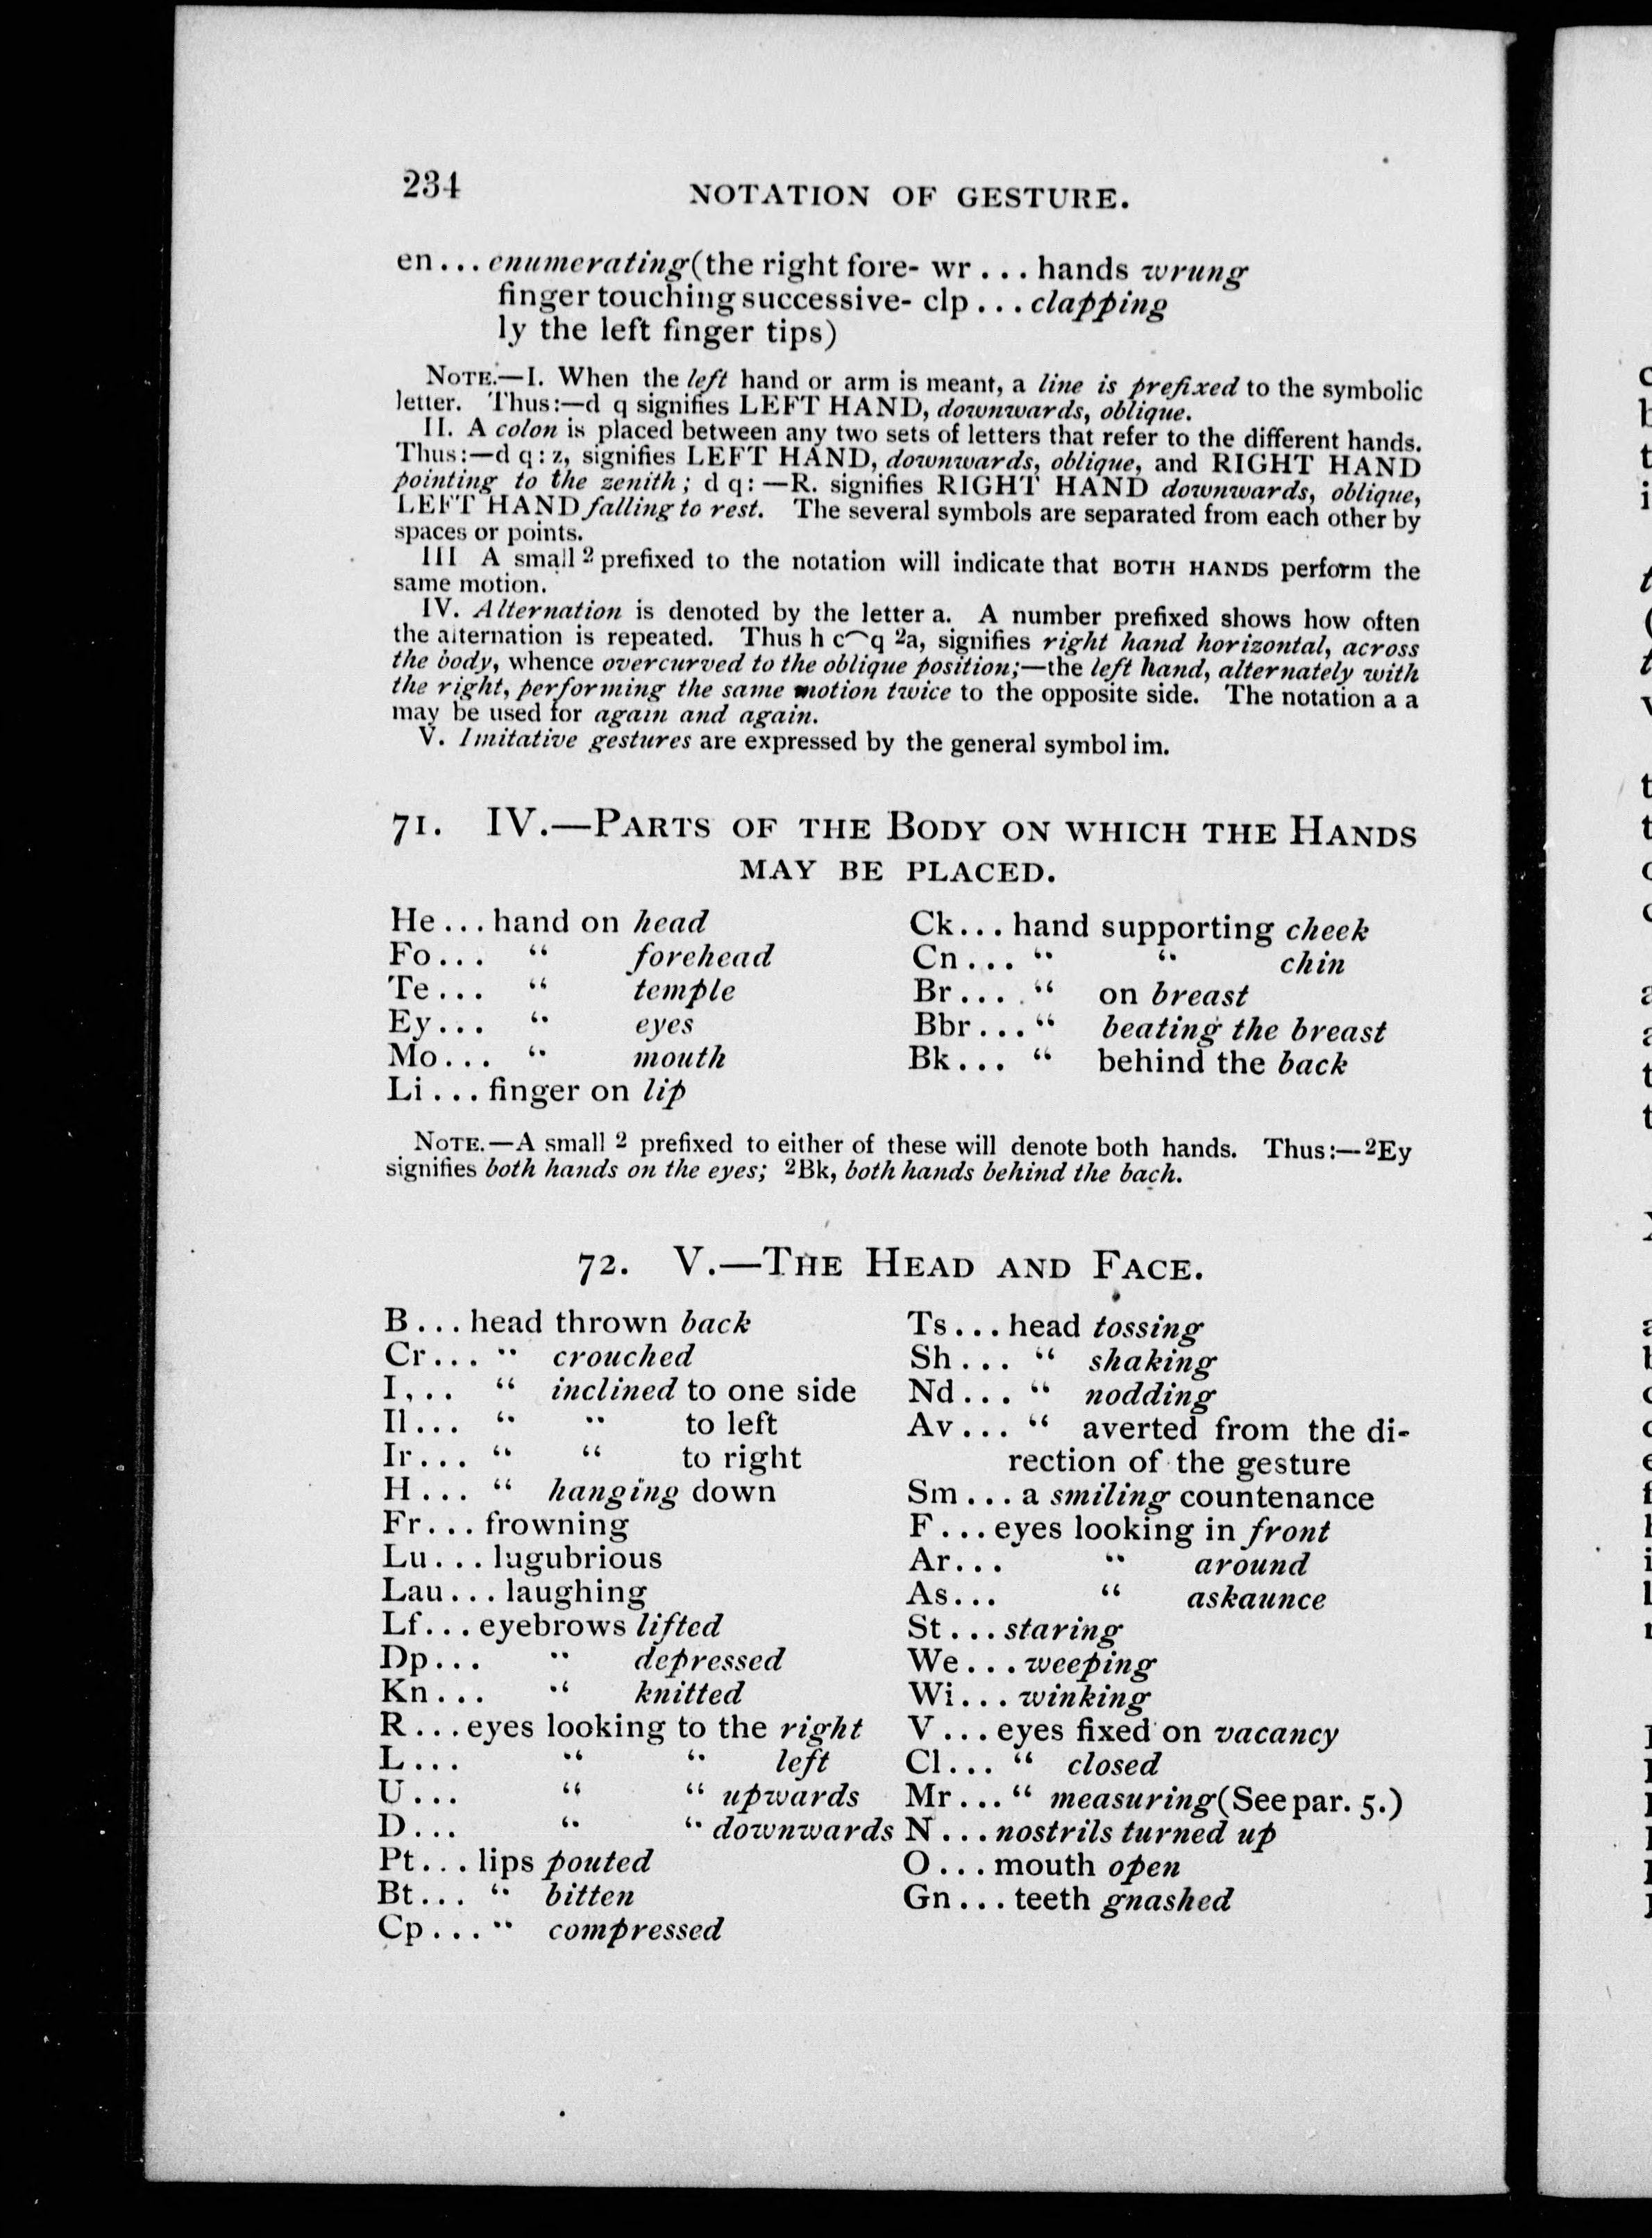 234
NOTATION OF GESTURE.
en... enumerating(the right fore-
finger touching successive-
ly the left finger tips)
wr... hands wrung
clp... clapping
NOTE.—I. When the left hand or arm is meant, a line is prefixed to the symbolic
letter. Thus:—d q signifies LEFT HAND, downwards, oblique.
II. A colon is placed between any two sets of letters that refer to the different hands.
Thus:—d q : z, signifies LEFT HAND, downwards, oblique, and RIGHT HAND
pointing to the zenith; d q: —R. signifies RIGHT HAND downwards, oblique,
LEFT HAND falling to rest. The several symbols are separated from each other by
spaces or points.
III A small 2 prefixed to the notation will indicate that BOTH HANDS perform the
same motion.
IV. Alternation is denoted by the letter a. A number prefixed shows how often
the alternation is repeated. Thus h c⌒q 2a, signifies right hand horizontal, across
the body, whence overcurved to the oblique position;—the left hand, alternately with
the right, performing the same motion twice to the opposite side. The notation a a
may be used for again and again.
V. Imitative gestures are expressed by the general symbol im.
71. IV.—PARTS OF THE BODY ON WHICH THE HANDS
MAY BE PLACED.
He... hand on head
Fo... “ forehead
Te... “ temple
Ey... “ eyes
Mo... “ mouth
Li... finger on lip
Ck... hand supporting cheek
Cn... “ “ chin
Br... “ on breast
Bbr... “ beating the breast
Bk... “ behind the back
NOTE.—A small 2 prefixed to either of these will denote both hands. Thus:—2Ey
signifies both hands on the eyes; 2Bk, both hands behind the bach.
72. V.—THE HEAD AND FACE.
B... head thrown back
Cr... “ crouched
I,.. “ inclined to one side
Il... “ “ to left
Ir... “ “ to right
H... “ hanging down
Fr... frowning
Lu... lugubrious
Lau... laughing
Lf... eyebrows lifted
Dp... “ depressed
Kn... “ knitted
R... eyes looking to the right
L... “ “ left
U... “ “ upwards
D... “ “ downwards
Pt... lips pouted
Bt... “ bitten
Cp... “ compressed
Ts... head tossing
Sh... “ shaking
Nd... “ nodding
Av... “ averted from the di-
rection of the gesture
Sm... a smiling countenance
F... eyes looking in front
Ar... “ around
As... “ askaunce
St... staring
We... weeping
Wi... winking
V... eyes fixed on vacancy
Cl... “ closed
Mr... “ measuring(See par. 5.)
N... nostrils turned up
O... mouth open
Gn... teeth gnashed